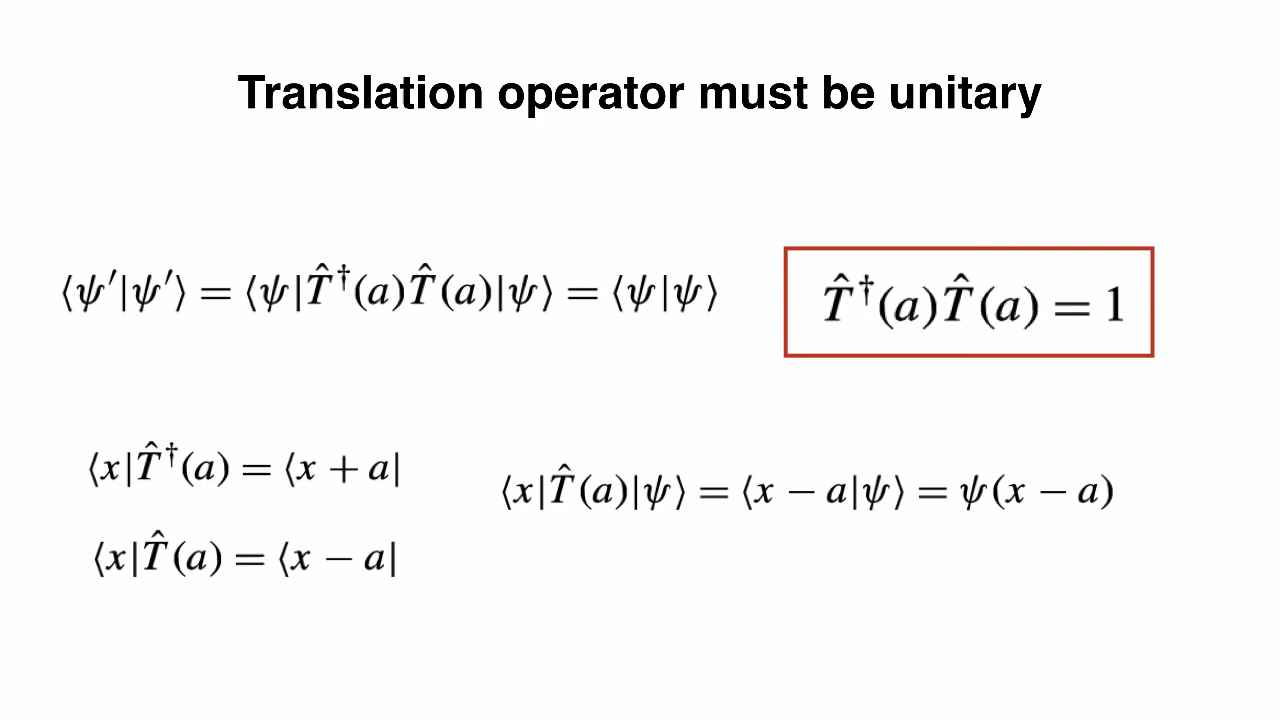 Translation operator must be unitary
⟨ψ′|ψ′⟩ = ⟨ψ|T̂†(a)T̂(a)|ψ⟩ = ⟨ψ|ψ⟩
T̂†(a)T̂(a) = 1
⟨x|T̂†(a) = ⟨x + a|
⟨x|T̂(a)|ψ⟩ = ⟨x − a|ψ⟩ = ψ(x − a)
⟨x|T̂(a) = ⟨x − a|